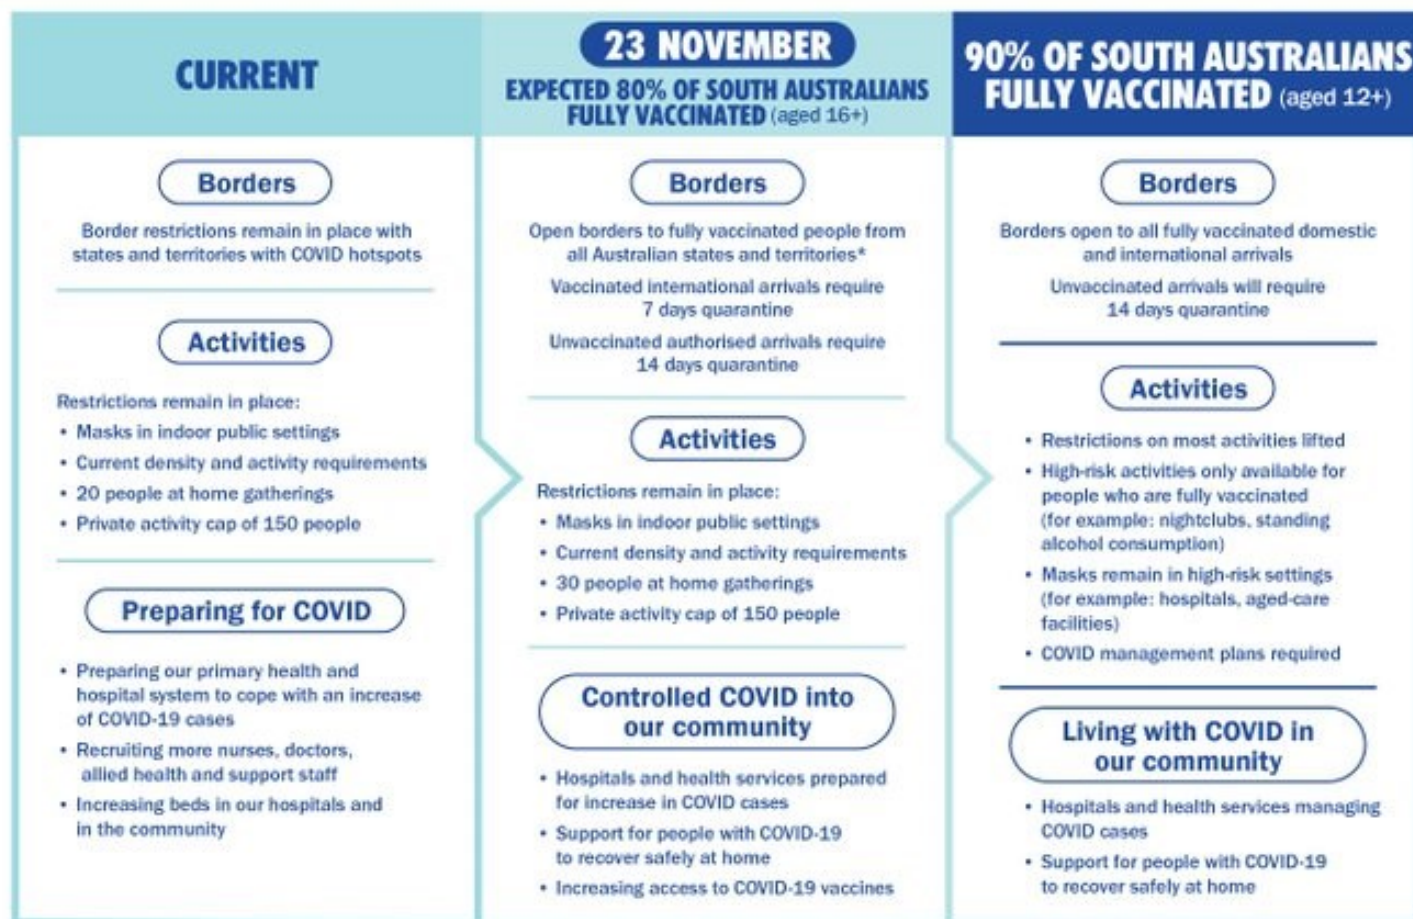 CURRENT
Borders
Border restrictions remain in place with
states and territories with COVID hotspots
Activities
Restrictions remain in place:
• Masks in indoor public settings
• Current density and activity requirements
• 20 people at home gatherings
• Private activity cap of 150 people
Preparing for COVID
• Preparing our primary health and
hospital system to cope with an increase
of COVID-19 cases
• Recruiting more nurses, doctors,
allied health and support staff
• Increasing beds in our hospitals and
in the community
23 NOVEMBER
EXPECTED 80% OF SOUTH AUSTRALIANS
FULLY VACCINATED (aged 16+)
Borders
Open borders to fully vaccinated people from
all Australian states and territories*
Vaccinated international arrivals require
7 days quarantine
Unvaccinated authorised arrivals require
14 days quarantine
Activities
Restrictions remain in place:
• Masks in indoor public settings
• Current density and activity requirements
• 30 people at home gatherings
• Private activity cap of 150 people
Controlled COVID into
our community
• Hospitals and health services prepared
for increase in COVID cases
• Support for people with COVID-19
to recover safely at home
• Increasing access to COVID-19 vaccines
90% OF SOUTH AUSTRALIANS
FULLY VACCINATED (aged 12+)
Borders
Borders open to all fully vaccinated domestic
and international arrivals
Unvaccinated arrivals will require
14 days quarantine
Activities
• Restrictions on most activities lifted
• High-risk activities only available for
people who are fully vaccinated
(for example: nightclubs, standing
alcohol consumption)
• Masks remain in high-risk settings
(for example: hospitals, aged-care
facilities)
• COVID management plans required
Living with COVID in
our community
• Hospitals and health services managing
COVID cases
• Support for people with COVID-19
to recover safely at home